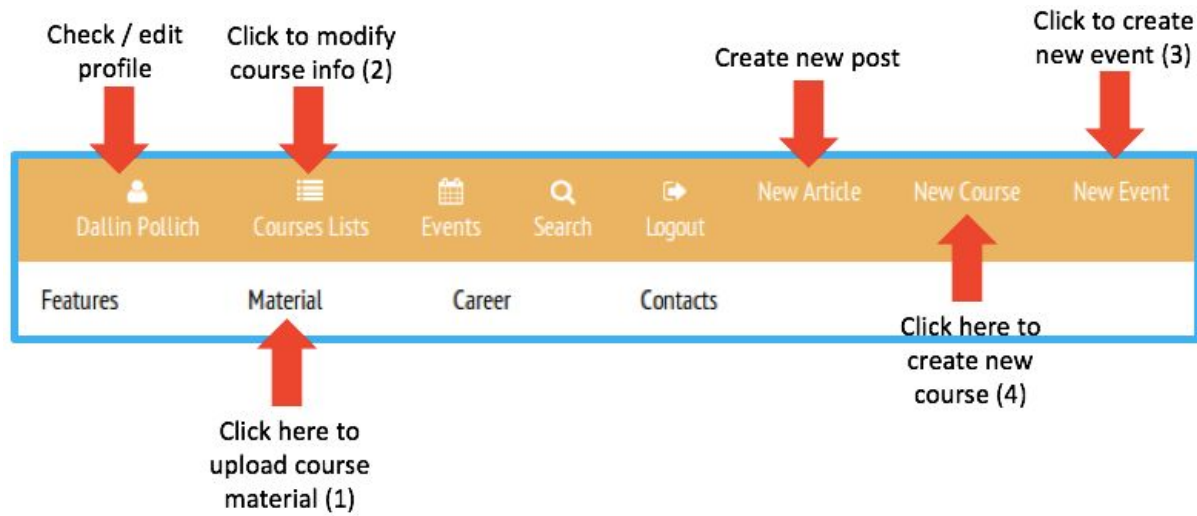 Check / edit
profile
Click to modify
course info (2)
Create new post
Click to create
new event (3)
Dallin Pollich
Courses Lists
Events
Search
Logout
New Article
New Course
New Event
Features
Material
Career
Contacts
Click here to
upload course
material (1)
Click here to
create new
course (4)